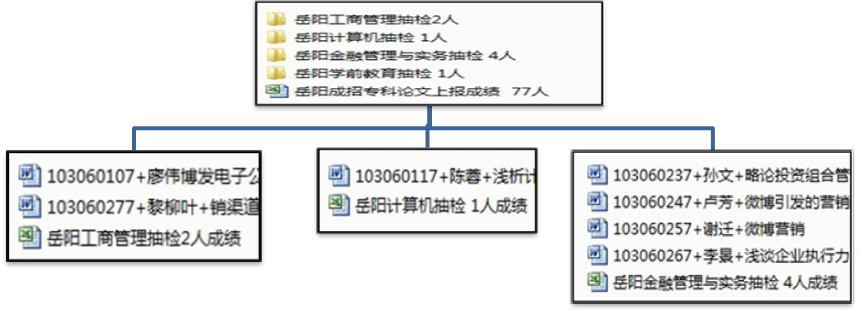 岳阳工商管理抽检2人
岳阳计算机抽检 1人
岳阳金融管理与实务抽检 4人
岳阳学前教育抽检 1人
岳阳成招专科论文上报成绩 77人
103060107+廖伟博发电子公
103060277+黎柳叶+销渠道
岳阳工商管理抽检2人成绩
103060117+陈蓉+浅析计
岳阳计算机抽检 1人成绩
103060237+孙文+略论投资组合管
103060247+卢芳+微博引发的营销
103060257+谢迁+微博营销
103060267+李景+浅谈企业执行力
岳阳金融管理与实务抽检 4人成绩